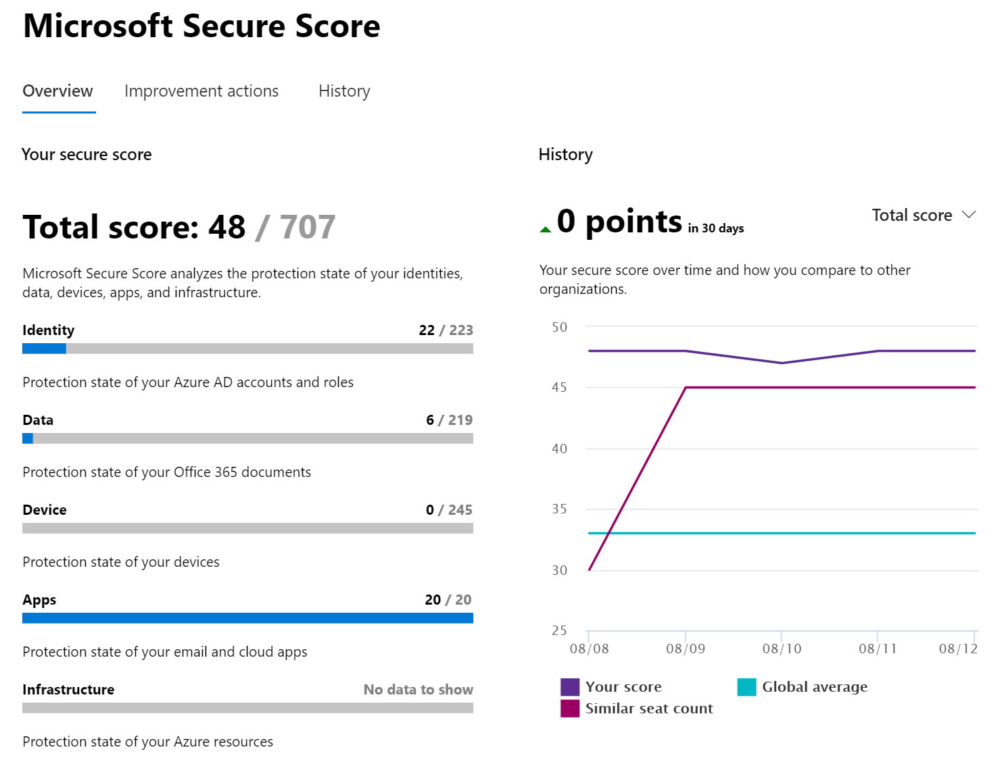 Microsoft Secure Score
Overview
Improvement actions
History
Your secure score
Total score: 48 / 707
Microsoft Secure Score analyzes the protection state of your identities,
data, devices, apps, and infrastructure.
Identity
22 / 223
Protection state of your Azure AD accounts and roles
Data
6 / 219
Protection state of your Office 365 documents
Device
0 / 245
Protection state of your devices
Apps
20 / 20
Protection state of your email and cloud apps
Infrastructure
No data to show
Protection state of your Azure resources
History
0 points in 30 days
Total score
Your secure score over time and how you compare to other
organizations.
50
45
40
35
30
25
08/08
08/09
08/10
08/11
08/12
Your score
Global average
Similar seat count